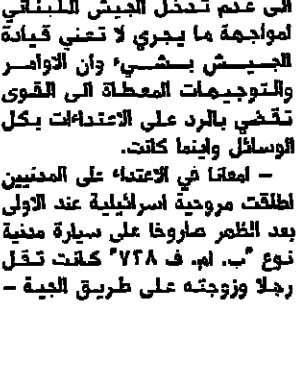 الى عدم تدخل الجيش اللبناني
لمواجهة ما يجري لا تعني قيادة
الجيش بشيء وان الاوامر
والتوجيهات المعطاة الى القوى
تقضي بالرد على الاعتداءات بكل
الوسائل واينما كانت.
– امعانا في الاعتداء على المدنيين
اطلقت مروحية اسرائيلية عند الاولى
بعد الظهر صاروخا على سيارة مدنية
نوع "ب. ام. ف ٧٢٨" كانت تقل
رجلا وزوجته على طريق الجية –